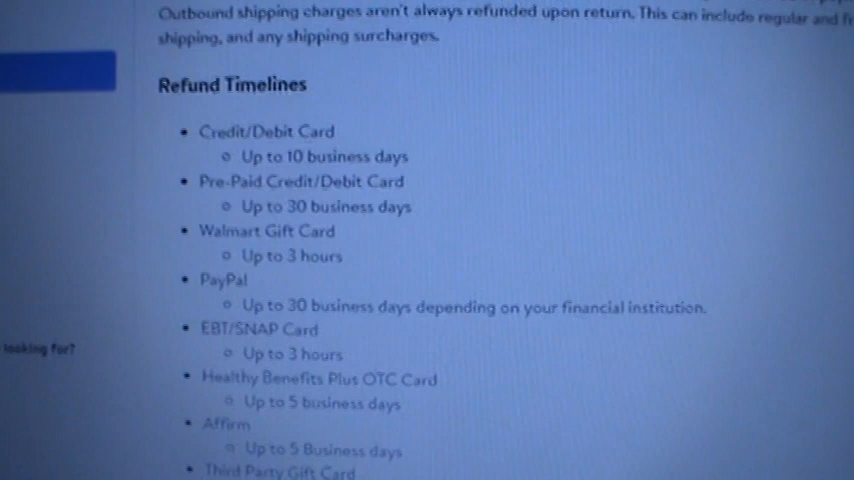 Outbound shipping charges aren't always refunded upon return. This can include regular and
shipping, and any shipping surcharges.
Refund Timelines
• Credit/Debit Card
o Up to 10 business days
• Pre-Paid Credit/Debit Card
o Up to 30 business days
• Walmart Gift Card
o Up to 3 hours
• PayPal
o Up to 30 business days depending on your financial institution.
• EBT/SNAP Card
o Up to 3 hours
looking for?
• Healthy Benefits Plus OTC Card
o Up to 5 business days
• Affirm
o Up to 5 Business days
• Third Party Gift Card